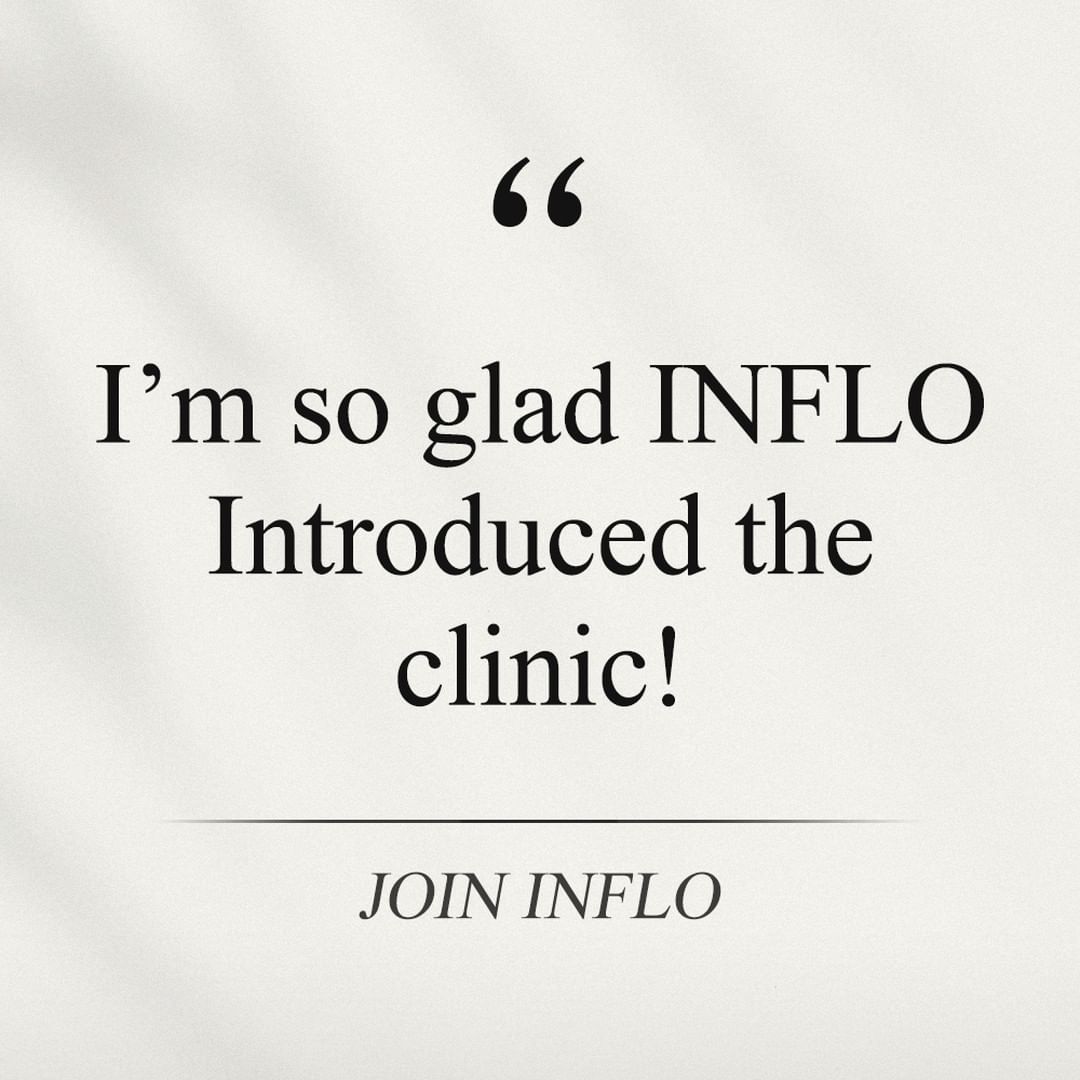 “
I’m so glad INFLO
Introduced the
clinic!
JOIN INFLO